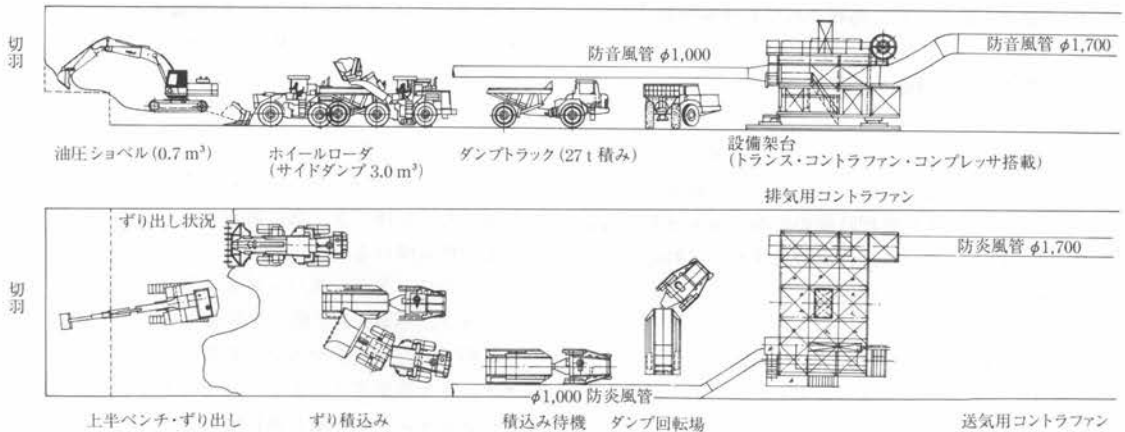 切羽
防音風管 φ1,000
防音風管 φ1,700
油圧ショベル (0.7 m³)
ホイールローダ
(サイドダンプ 3.0 m³)
ダンプトラック (27 t 積み)
設備架台
(トランス・コントラファン・コンプレッサ搭載)
排気用コントラファン
ずり出し状況
切羽
防炎風管 φ1,700
φ1,000 防炎風管
上半ベンチ・ずり出し
ずり積込み
積込み待機
ダンプ回転場
送気用コントラファン